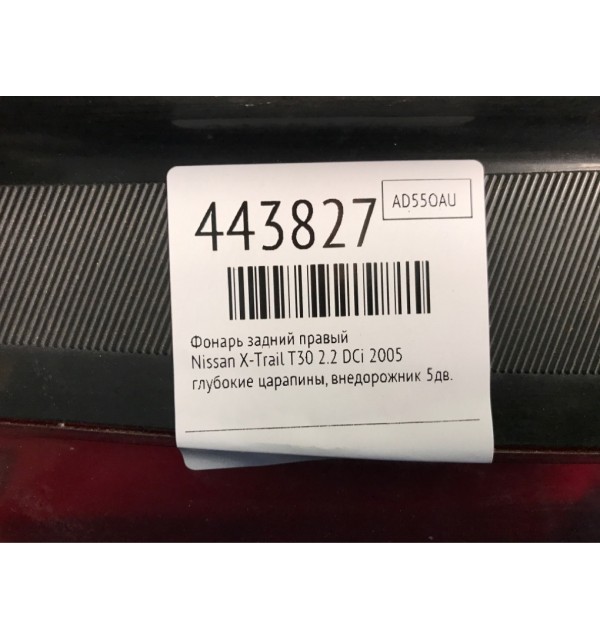 443827
AD55OAU
Фонарь задний правый
Nissan X-Trail T30 2.2 DCi 2005
глубокие царапины, внедорожник 5дв.